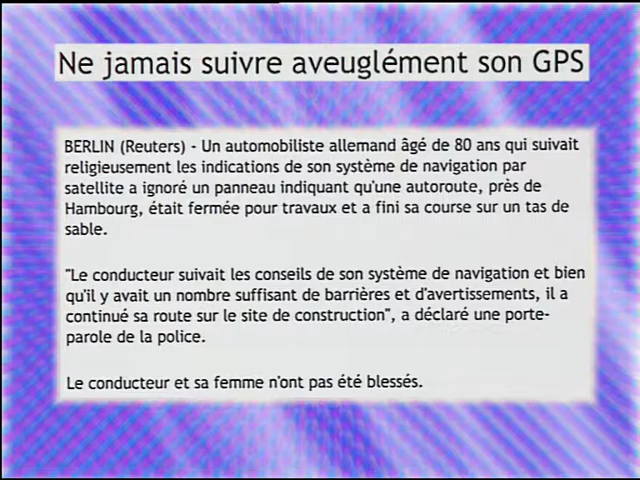 Ne jamais suivre aveuglément son GPS
BERLIN (Reuters) - Un automobiliste allemand âgé de 80 ans qui suivait
religieusement les indications de son système de navigation par
satellite a ignoré un panneau indiquant qu'une autoroute, près de
Hambourg, était fermée pour travaux et a fini sa course sur un tas de
sable.
"Le conducteur suivait les conseils de son système de navigation et bien
qu'il y avait un nombre suffisant de barrières et d'avertissements, il a
continué sa route sur le site de construction", a déclaré une porte-
parole de la police.
Le conducteur et sa femme n'ont pas été blessés.